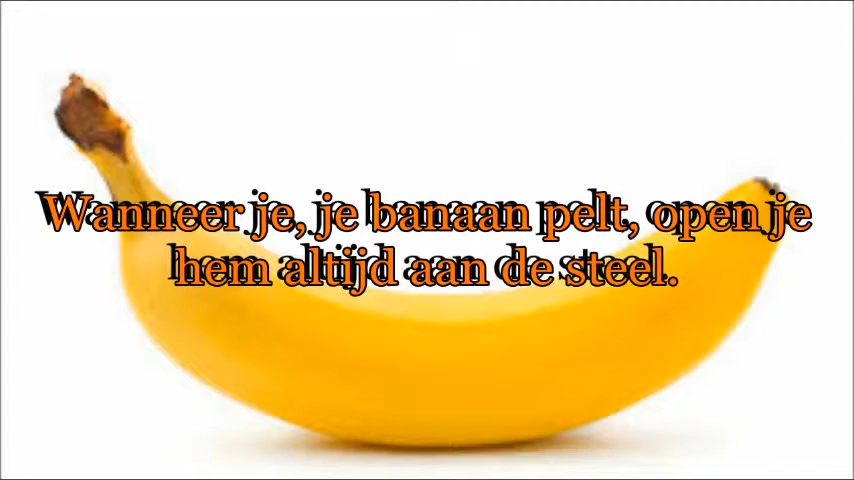 Wanneer je, je banaan pelt, open je
hem altijd aan de steel.